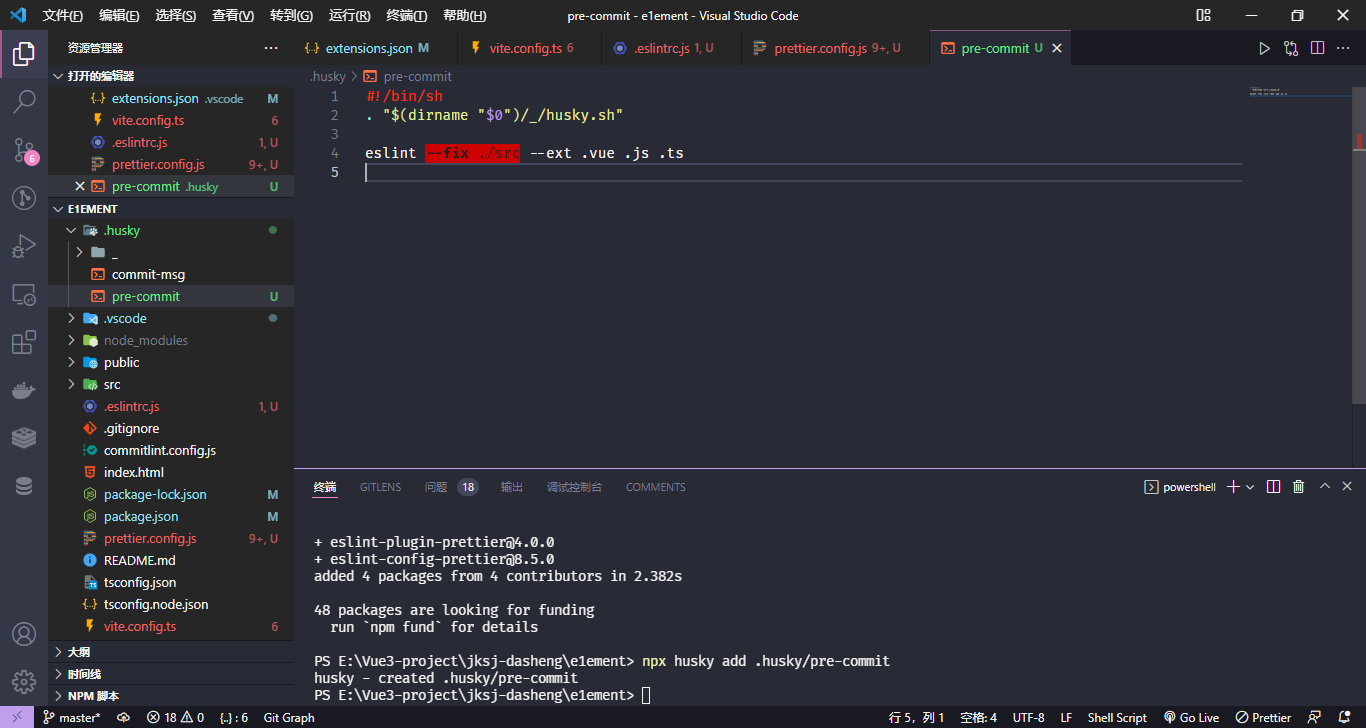 文件(F) 编辑(E) 选择(S) 查看(V) 转到(G) 运行(R) 终端(T) 帮助(H) pre-commit - e1ement - Visual Studio Code
资源管理器 ···
extensions.json M vite.config.ts 6 .eslintrc.js 1, U prettier.config.js 9+, U pre-commit U
打开的编辑器
extensions.json .vscode M
vite.config.ts 6
.eslintrc.js 1, U
prettier.config.js 9+, U
pre-commit .husky U
E1EMENT
.husky
_
commit-msg
pre-commit U
.vscode
node_modules
public
src
.eslintrc.js 1, U
.gitignore
commitlint.config.js
index.html
package-lock.json M
package.json M
prettier.config.js 9+, U
README.md
tsconfig.json
tsconfig.node.json
vite.config.ts 6
大纲
时间线
NPM 脚本
.husky > pre-commit
1 #!/bin/sh
2 . "$(dirname "$0")/_/husky.sh"
3
4 eslint --fix ./src --ext .vue .js .ts
5
终端 GITLENS 问题 18 输出 调试控制台 COMMENTS powershell
+ eslint-plugin-prettier@4.0.0
+ eslint-config-prettier@8.5.0
added 4 packages from 4 contributors in 2.382s
48 packages are looking for funding
run `npm fund` for details
PS E:\Vue3-project\jksj-dasheng\e1ement> npx husky add .husky/pre-commit
husky - created .husky/pre-commit
PS E:\Vue3-project\jksj-dasheng\e1ement>
6
master* 18 0 {..} : 6 Git Graph 行 5，列 1 空格: 4 UTF-8 LF Shell Script Go Live Prettier